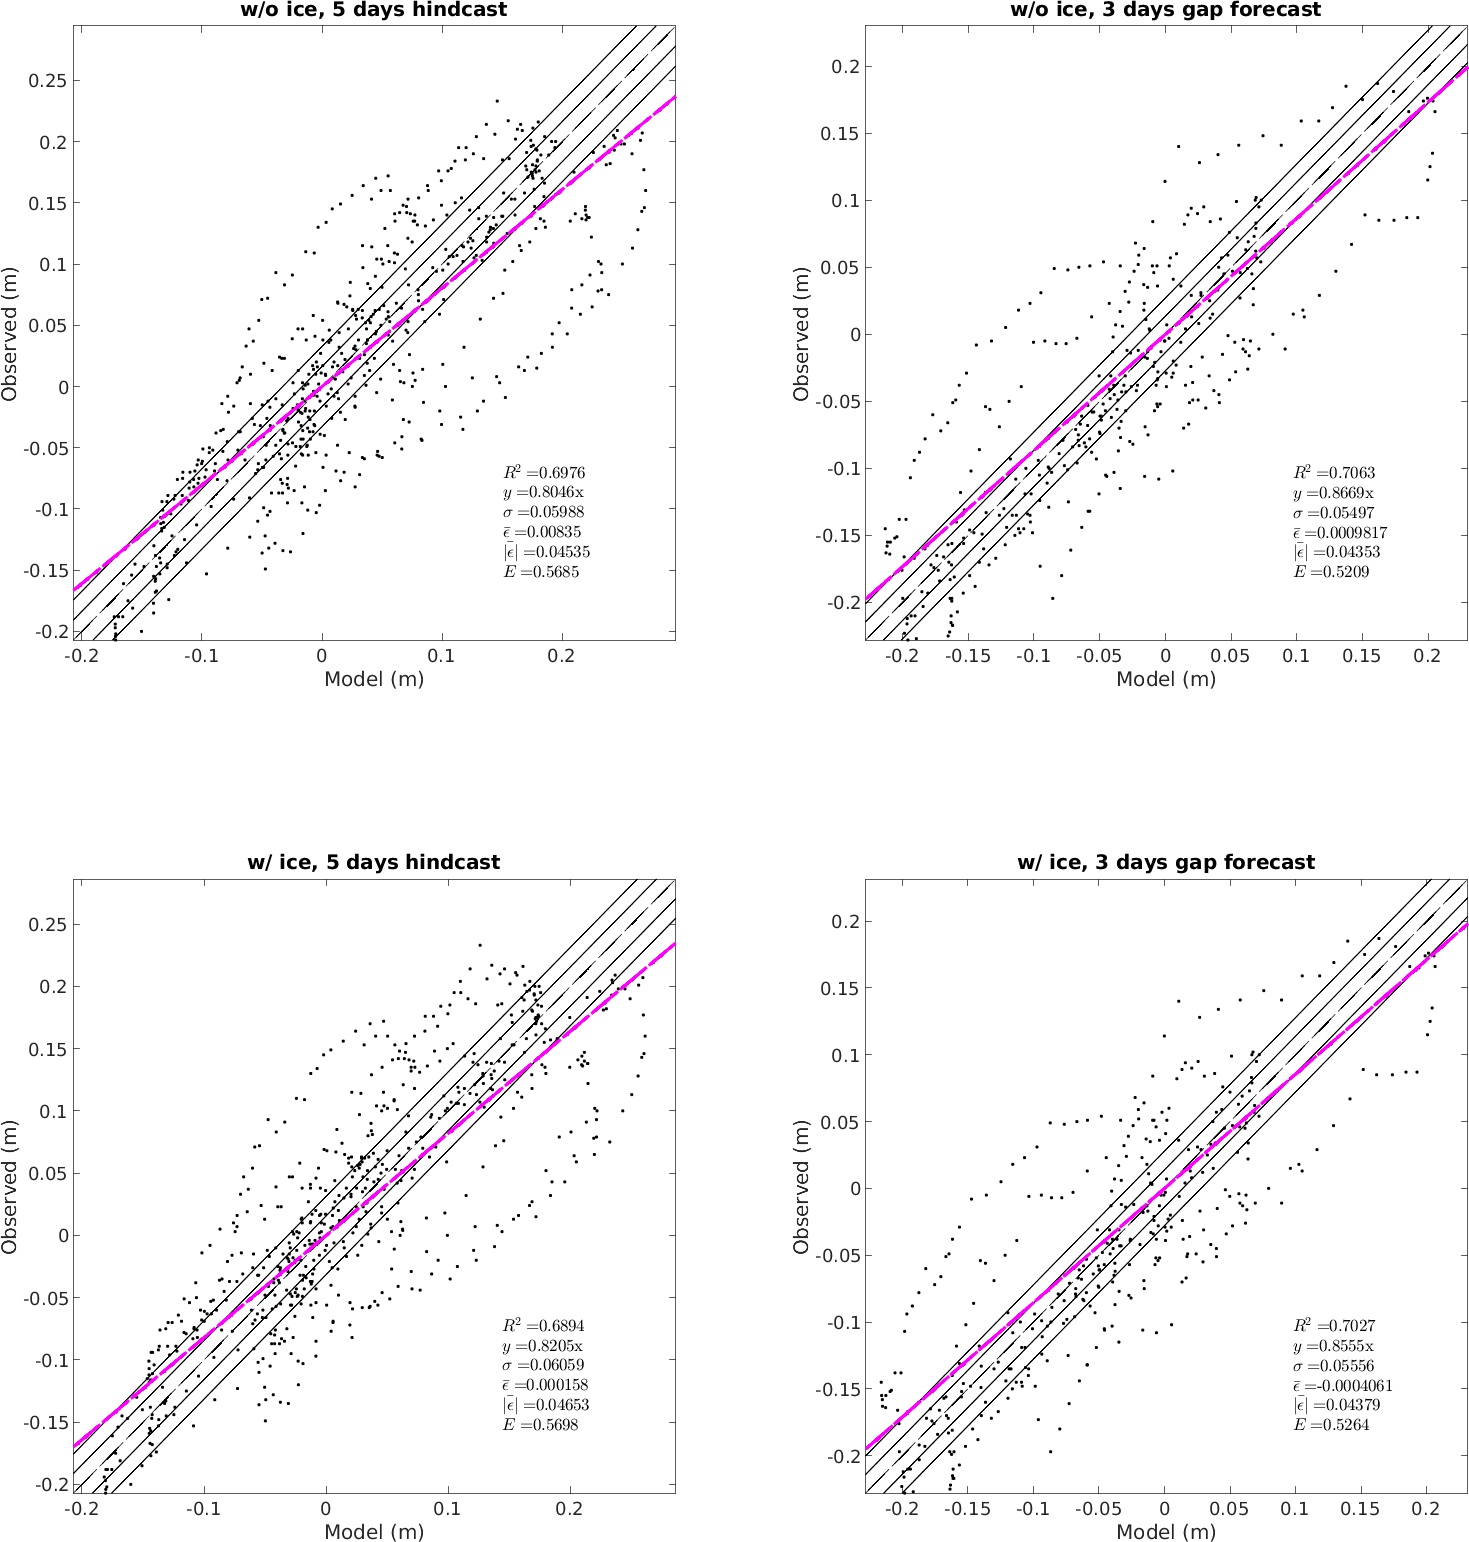 w/o ice, 5 days hindcast
0.25
0.2
0.15
0.1
0.05
0
-0.05
-0.1
-0.15
-0.2
Observed (m)
-0.2 -0.1 0 0.1 0.2
Model (m)
R² =0.6976
y =0.8046x
σ =0.05988
ϵ̄ =0.00835
|ϵ̄| =0.04535
E =0.5685
w/o ice, 3 days gap forecast
0.2
0.15
0.1
0.05
0
-0.05
-0.1
-0.15
-0.2
Observed (m)
-0.2 -0.15 -0.1 -0.05 0 0.05 0.1 0.15 0.2
Model (m)
R² =0.7063
y =0.8669x
σ =0.05497
ϵ̄ =0.0009817
|ϵ̄| =0.04353
E =0.5209
w/ ice, 5 days hindcast
0.25
0.2
0.15
0.1
0.05
0
-0.05
-0.1
-0.15
-0.2
Observed (m)
-0.2 -0.1 0 0.1 0.2
Model (m)
R² =0.6894
y =0.8205x
σ =0.06059
ϵ̄ =0.000158
|ϵ̄| =0.04653
E =0.5698
w/ ice, 3 days gap forecast
0.2
0.15
0.1
0.05
0
-0.05
-0.1
-0.15
-0.2
Observed (m)
-0.2 -0.15 -0.1 -0.05 0 0.05 0.1 0.15 0.2
Model (m)
R² =0.7027
y =0.8555x
σ =0.05556
ϵ̄ =-0.0004061
|ϵ̄| =0.04379
E =0.5264